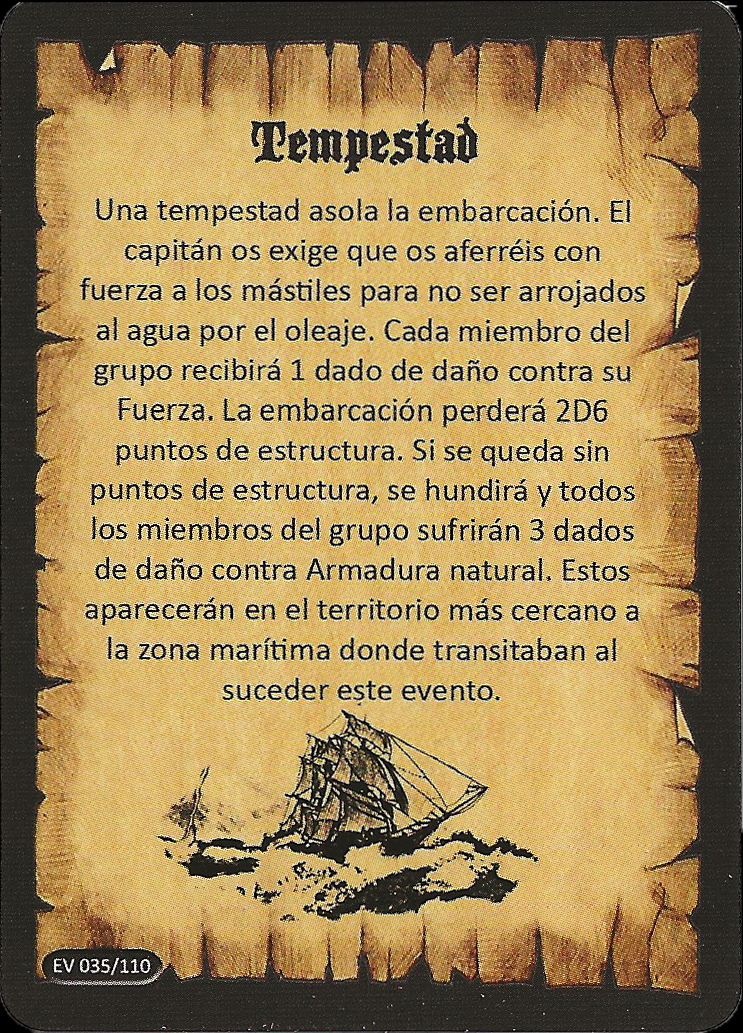 Tempestad
Una tempestad asola la embarcación. El
capitán os exige que os aferréis con
fuerza a los mástiles para no ser arrojados
al agua por el oleaje. Cada miembro del
grupo recibirá 1 dado de daño contra su
Fuerza. La embarcación perderá 2D6
puntos de estructura. Si se queda sin
puntos de estructura, se hundirá y todos
los miembros del grupo sufrirán 3 dados
de daño contra Armadura natural. Estos
aparecerán en el territorio más cercano a
la zona marítima donde transitaban al
suceder este evento.
EV 035/110